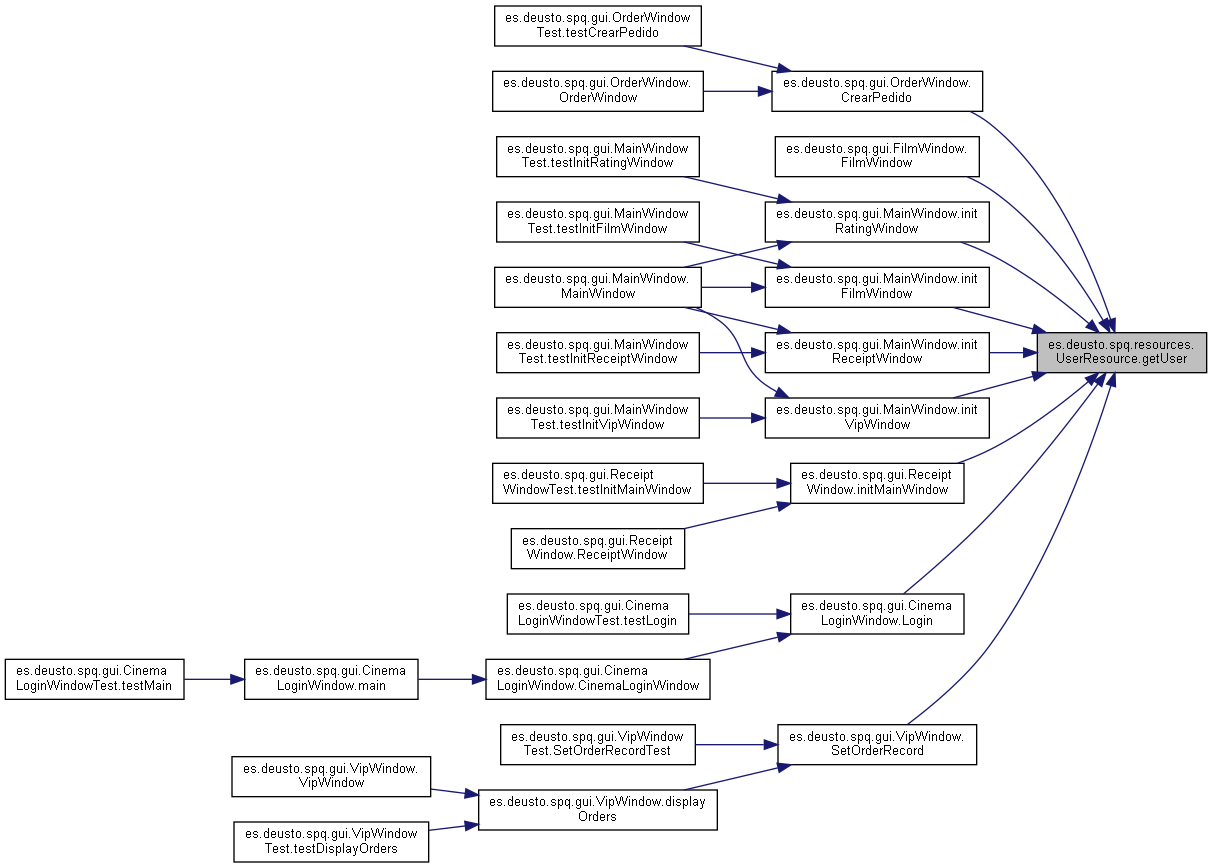 es.deusto.spq.gui.OrderWindow
Test.testCrearPedido
es.deusto.spq.gui.OrderWindow.
OrderWindow
es.deusto.spq.gui.OrderWindow.
CrearPedido
es.deusto.spq.gui.MainWindow
Test.testInitRatingWindow
es.deusto.spq.gui.FilmWindow.
FilmWindow
es.deusto.spq.gui.MainWindow
Test.testInitFilmWindow
es.deusto.spq.gui.MainWindow.init
RatingWindow
es.deusto.spq.gui.MainWindow.
MainWindow
es.deusto.spq.gui.MainWindow.init
FilmWindow
es.deusto.spq.gui.MainWindow
Test.testInitReceiptWindow
es.deusto.spq.gui.MainWindow.init
ReceiptWindow
es.deusto.spq.resources.
UserResource.getUser
es.deusto.spq.gui.MainWindow
Test.testInitVipWindow
es.deusto.spq.gui.MainWindow.init
VipWindow
es.deusto.spq.gui.Receipt
WindowTest.testInitMainWindow
es.deusto.spq.gui.Receipt
Window.initMainWindow
es.deusto.spq.gui.Receipt
Window.ReceiptWindow
es.deusto.spq.gui.Cinema
LoginWindowTest.testLogin
es.deusto.spq.gui.Cinema
LoginWindow.Login
es.deusto.spq.gui.Cinema
LoginWindowTest.testMain
es.deusto.spq.gui.Cinema
LoginWindow.main
es.deusto.spq.gui.Cinema
LoginWindow.CinemaLoginWindow
es.deusto.spq.gui.VipWindow
Test.SetOrderRecordTest
es.deusto.spq.gui.VipWindow.
SetOrderRecord
es.deusto.spq.gui.VipWindow.
VipWindow
es.deusto.spq.gui.VipWindow.display
Orders
es.deusto.spq.gui.VipWindow
Test.testDisplayOrders